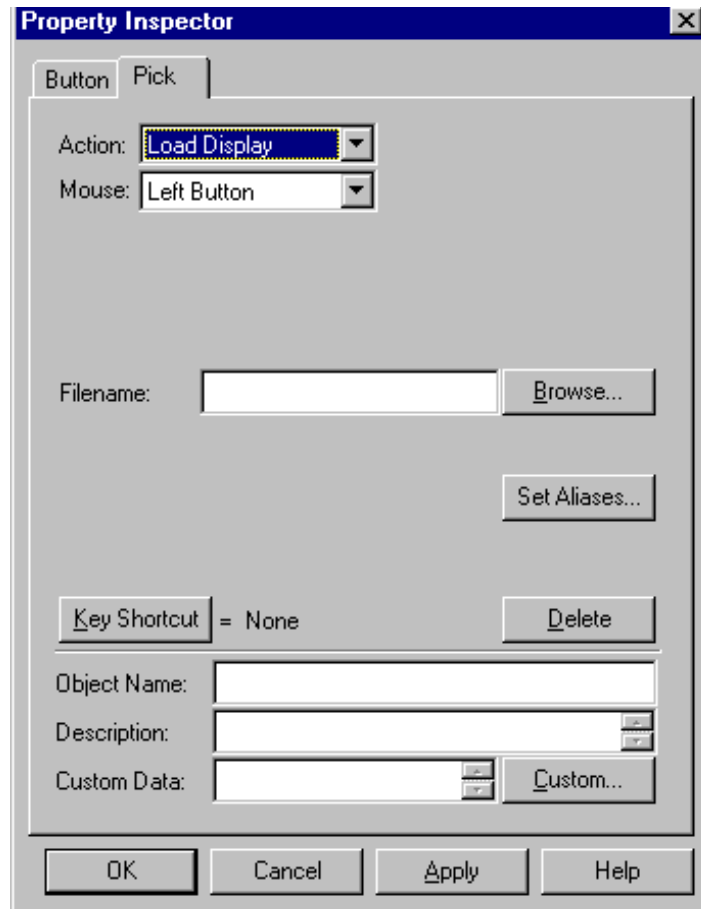 Property Inspector
Button Pick
Action: Load Display
Mouse: Left Button
Filename: Browse...
Set Aliases...
Key Shortcut = None Delete
Object Name:
Description:
Custom Data: Custom...
OK Cancel Apply Help